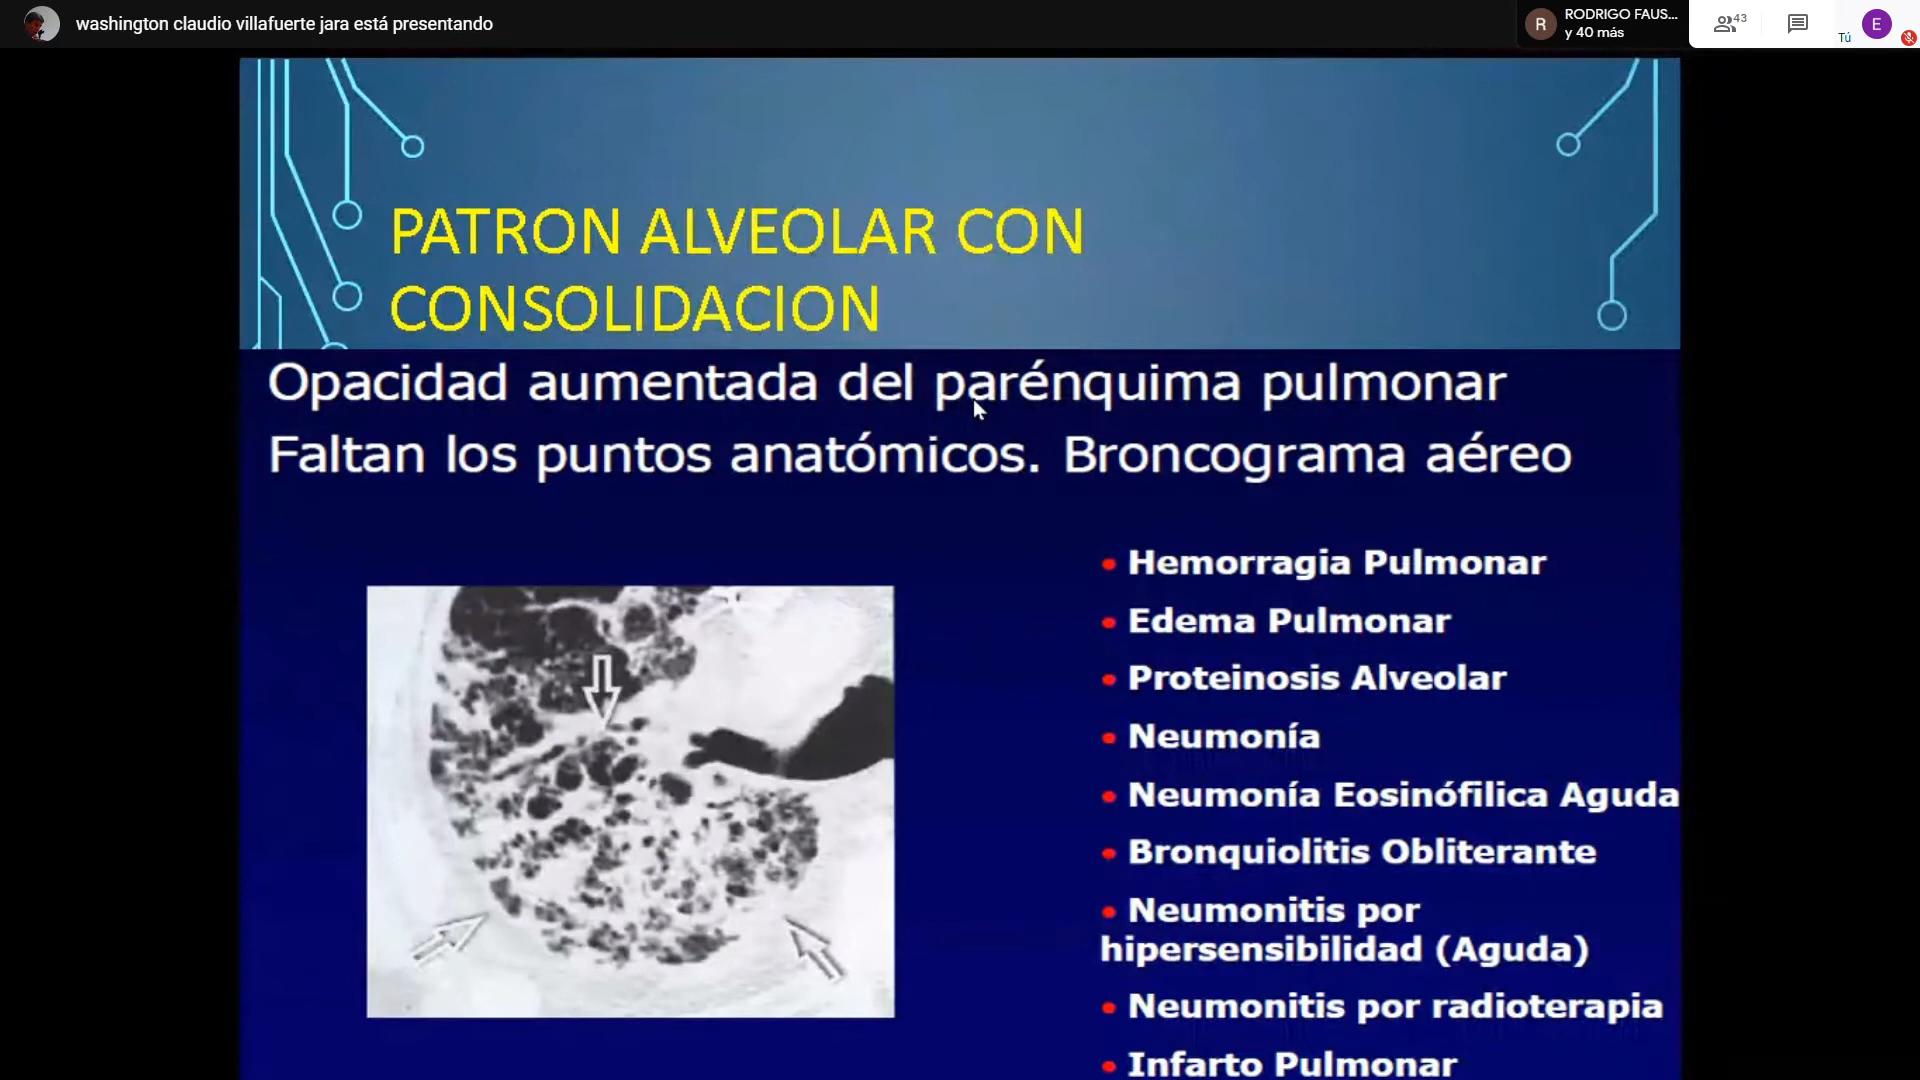 washington claudio villafuerte jara está presentando
R
RODRIGO FAUS...
y 40 más
43
Tú
E
PATRON ALVEOLAR CON
CONSOLIDACION
Opacidad aumentada del parénquima pulmonar
Faltan los puntos anatómicos. Broncograma aéreo
• Hemorragia Pulmonar
• Edema Pulmonar
• Proteinosis Alveolar
• Neumonía
• Neumonía Eosinófilica Aguda
• Bronquiolitis Obliterante
• Neumonitis por
hipersensibilidad (Aguda)
• Neumonitis por radioterapia
• Infarto Pulmonar